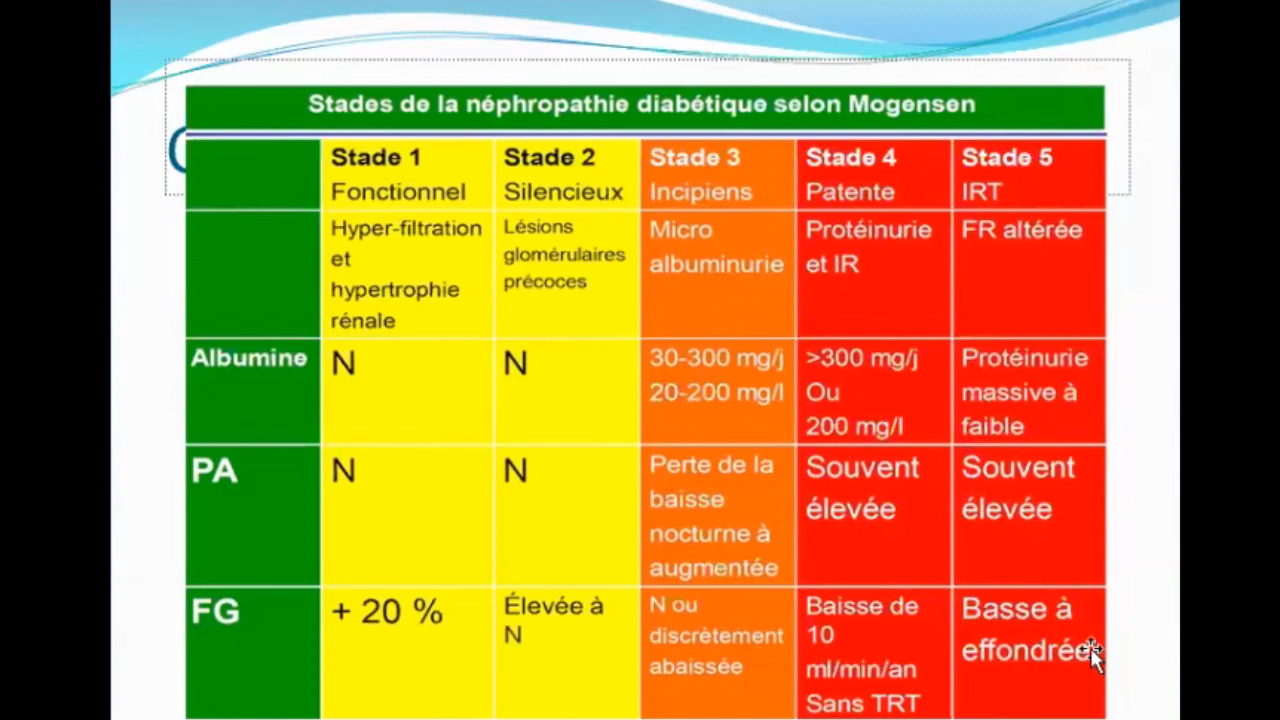 Stades de la néphropathie diabétique selon Mogensen
Stade 1
Fonctionnel
Stade 2
Silencieux
Stade 3
Incipiens
Stade 4
Patente
Stade 5
IRT
Hyper-filtration
et
hypertrophie
rénale
Lésions
glomérulaires
précoces
Micro
albuminurie
Protéinurie
et IR
FR altérée
Albumine
N
N
30-300 mg/j
20-200 mg/l
>300 mg/j
Ou
200 mg/l
Protéinurie
massive à
faible
PA
N
N
Perte de la
baisse
nocturne à
augmentée
Souvent
élevée
Souvent
élevée
FG
+ 20 %
Élevée à
N
N ou
discrètement
abaissée
Baisse de
10
ml/min/an
Sans TRT
Basse à
effondrée